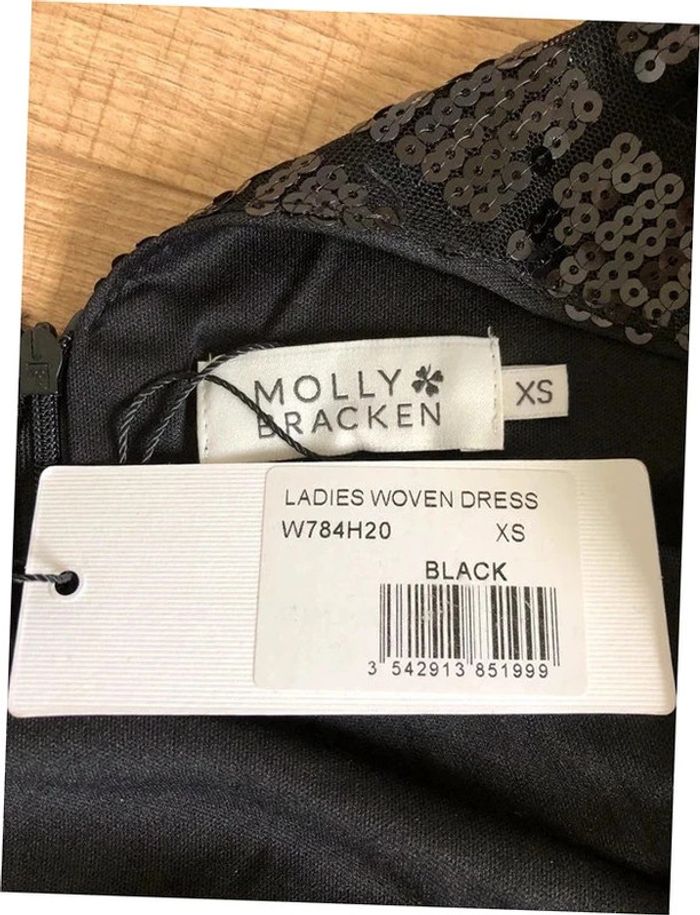 MOLLY
BRACKEN
XS
LADIES WOVEN DRESS
W784H20 XS
BLACK
3 542913 851999